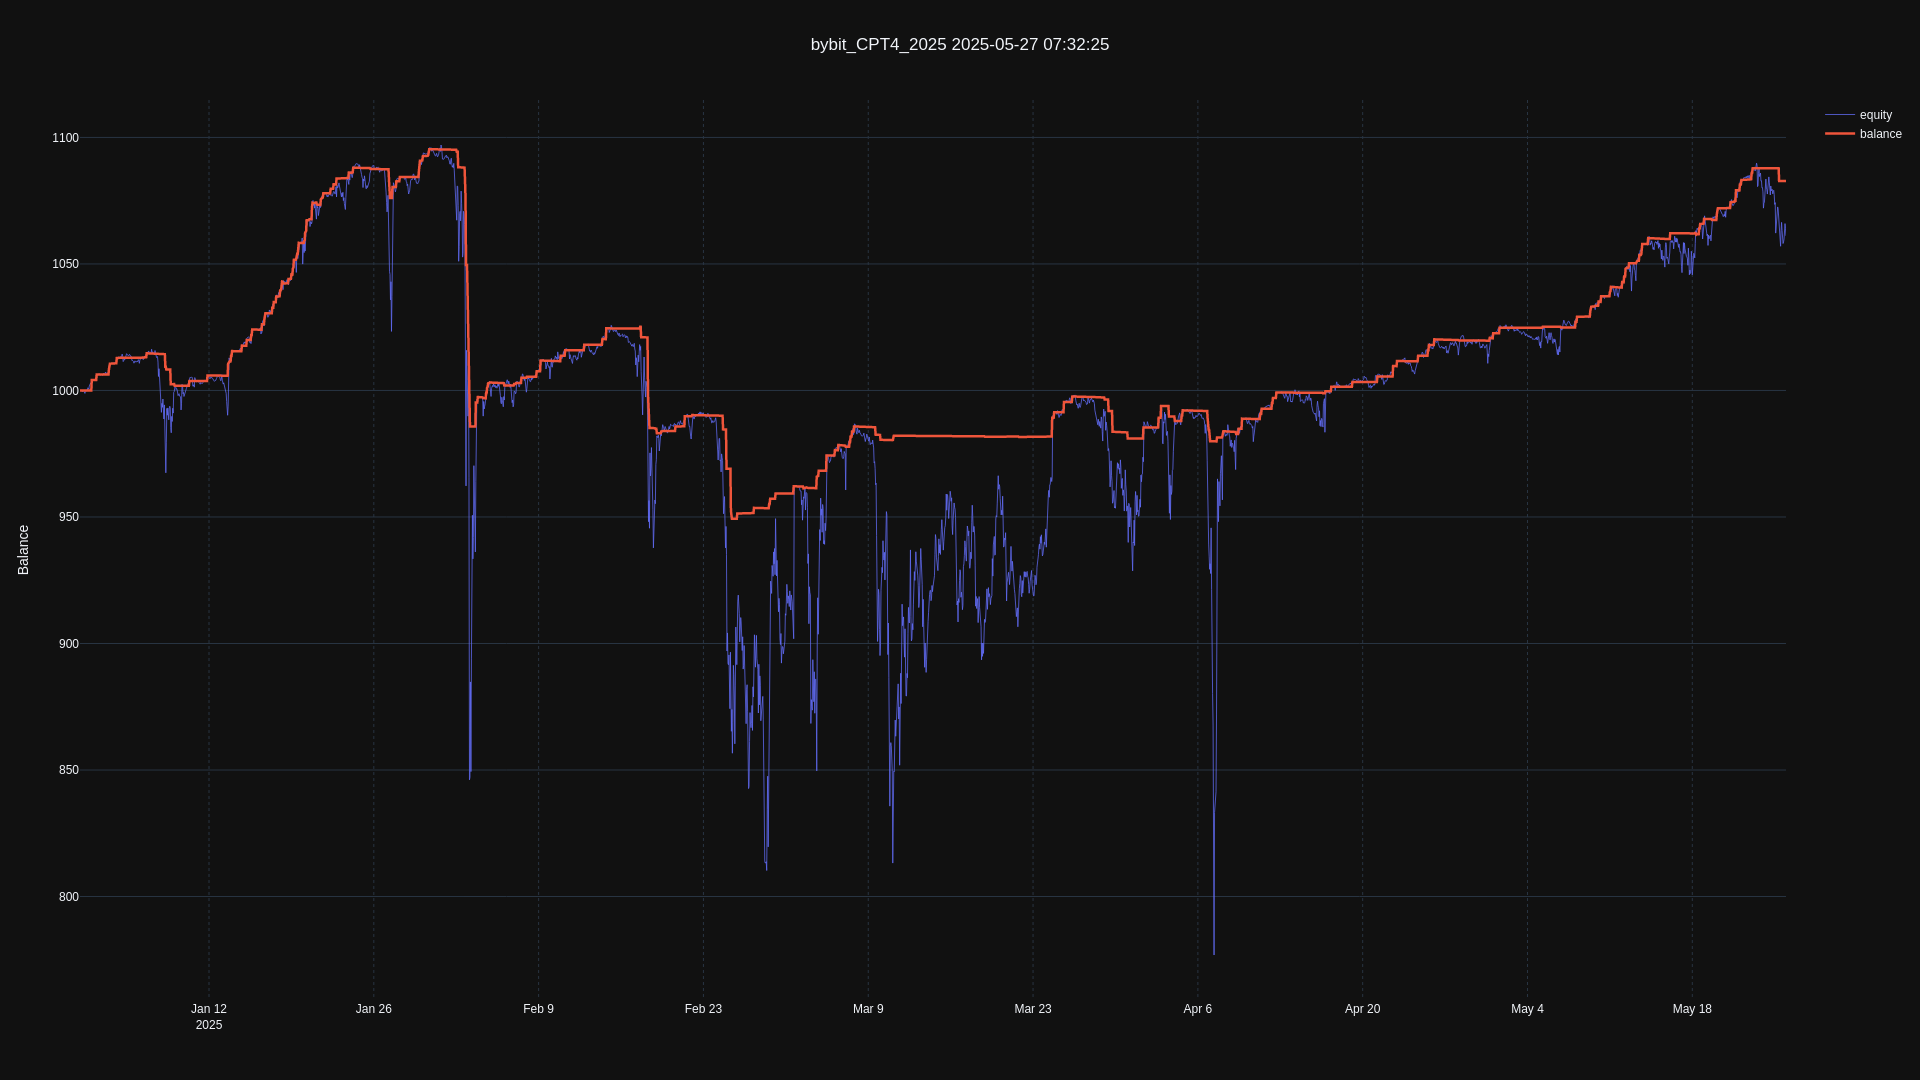 bybit_CPT4_2025 2025-05-27 07:32:25
equity
balance
1100
1050
1000
950
900
850
800
Balance
Jan 12
2025
Jan 26
Feb 9
Feb 23
Mar 9
Mar 23
Apr 6
Apr 20
May 4
May 18